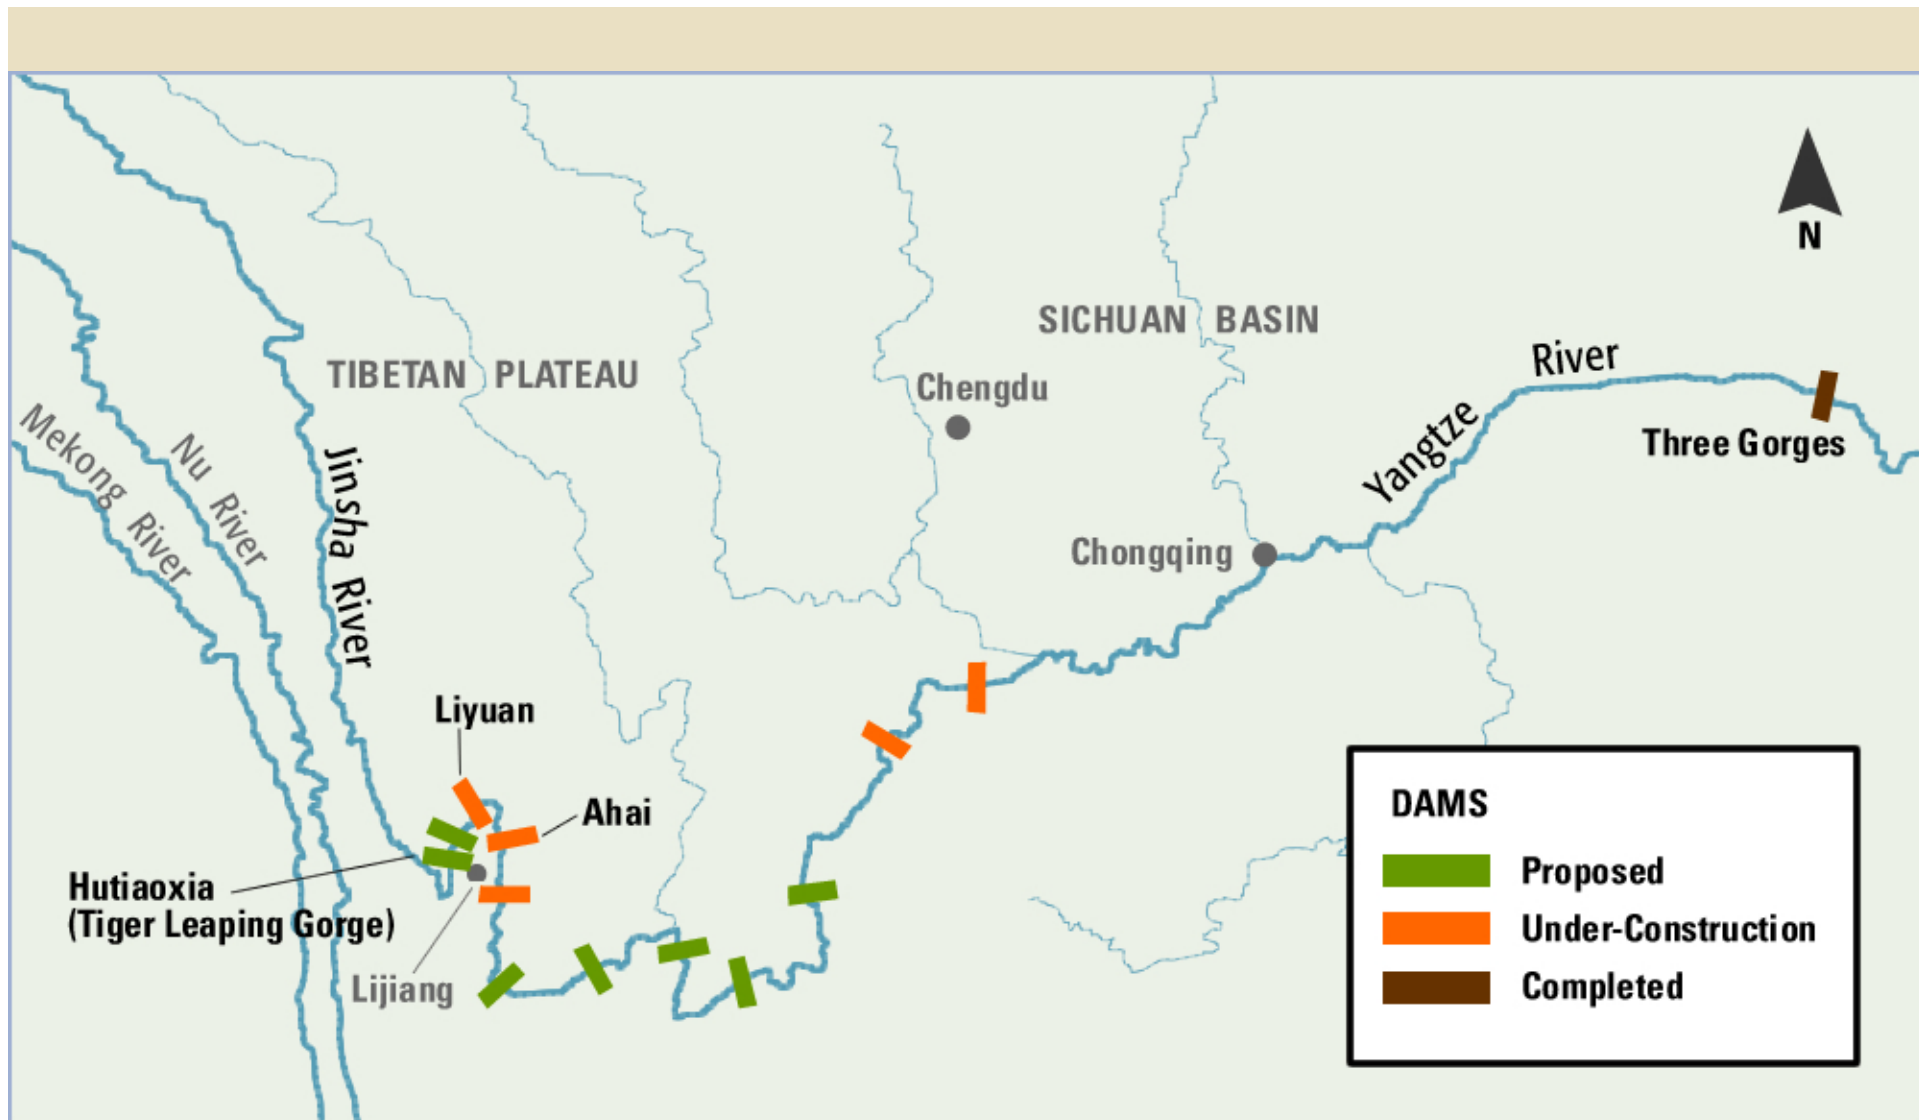 N
SICHUAN BASIN
River
TIBETAN PLATEAU
Chengdu
Yangtze
Three Gorges
Mekong River
Nu River
Jinsha River
Chongqing
Liyuan
Ahai
Hutiaoxia
(Tiger Leaping Gorge)
Lijiang
DAMS
Proposed
Under-Construction
Completed